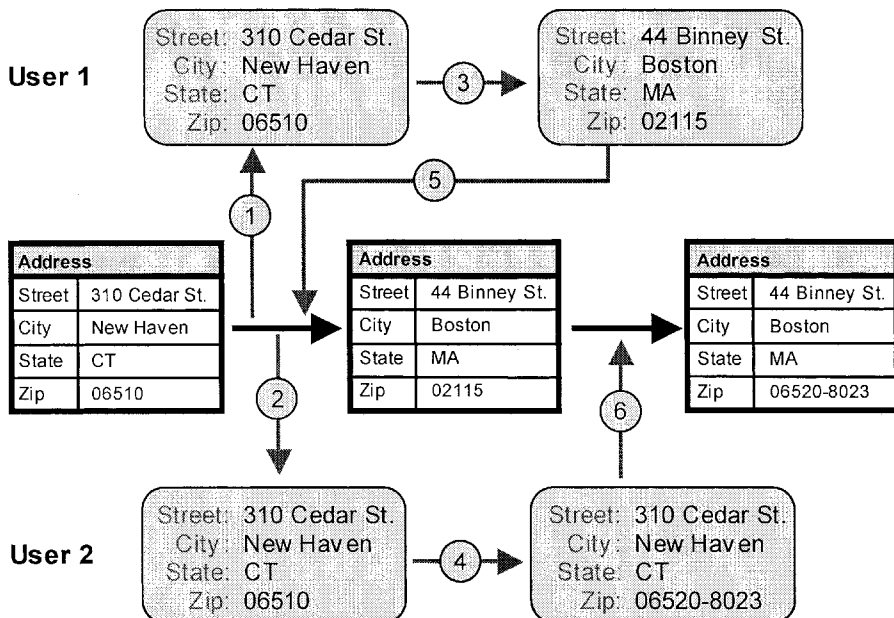 User 1
Street: 310 Cedar St.
City: New Haven
State: CT
Zip: 06510
3
Street: 44 Binney St.
City: Boston
State: MA
Zip: 02115
1
5
Address
Street 310 Cedar St.
City New Haven
State CT
Zip 06510
Address
Street 44 Binney St.
City Boston
State MA
Zip 02115
Address
Street 44 Binney St.
City Boston
State MA
Zip 06520-8023
2
6
User 2
Street: 310 Cedar St.
City: New Haven
State: CT
Zip: 06510
4
Street: 310 Cedar St.
City: New Haven
State: CT
Zip: 06520-8023